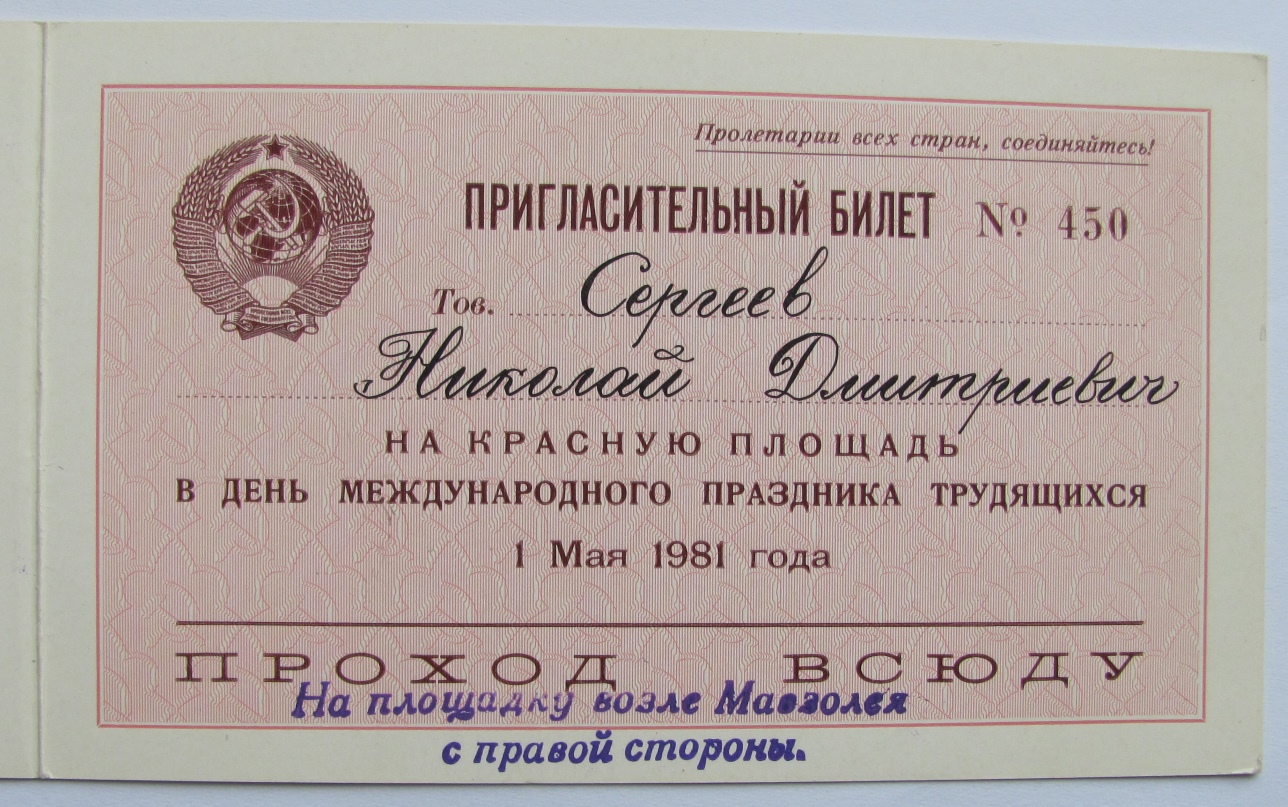 Пролетарии всех стран, соединяйтесь!
ПРИГЛАСИТЕЛЬНЫЙ БИЛЕТ № 450
Тов. Сергеев
Николай Дмитриевич
НА КРАСНУЮ ПЛОЩАДЬ
В ДЕНЬ МЕЖДУНАРОДНОГО ПРАЗДНИКА ТРУДЯЩИХСЯ
1 Мая 1981 года
ПРОХОД ВСЮДУ
На площадку возле Мавзолея
с правой стороны.